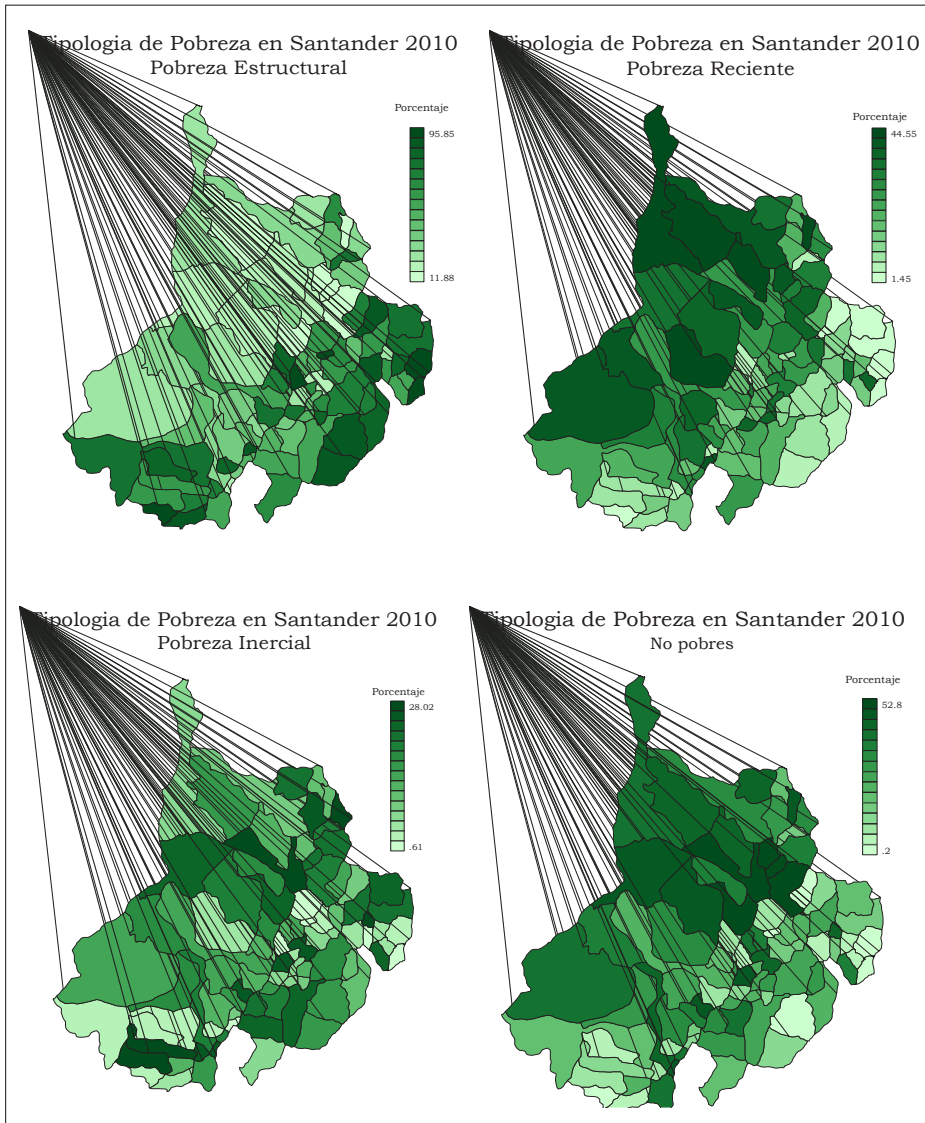 Tipologia de Pobreza en Santander 2010
Pobreza Estructural
Porcentaje
95.85
11.88
Tipologia de Pobreza en Santander 2010
Pobreza Reciente
Porcentaje
44.55
1.45
Tipologia de Pobreza en Santander 2010
Pobreza Inercial
Porcentaje
28.02
.61
Tipologia de Pobreza en Santander 2010
No pobres
Porcentaje
52.8
.2